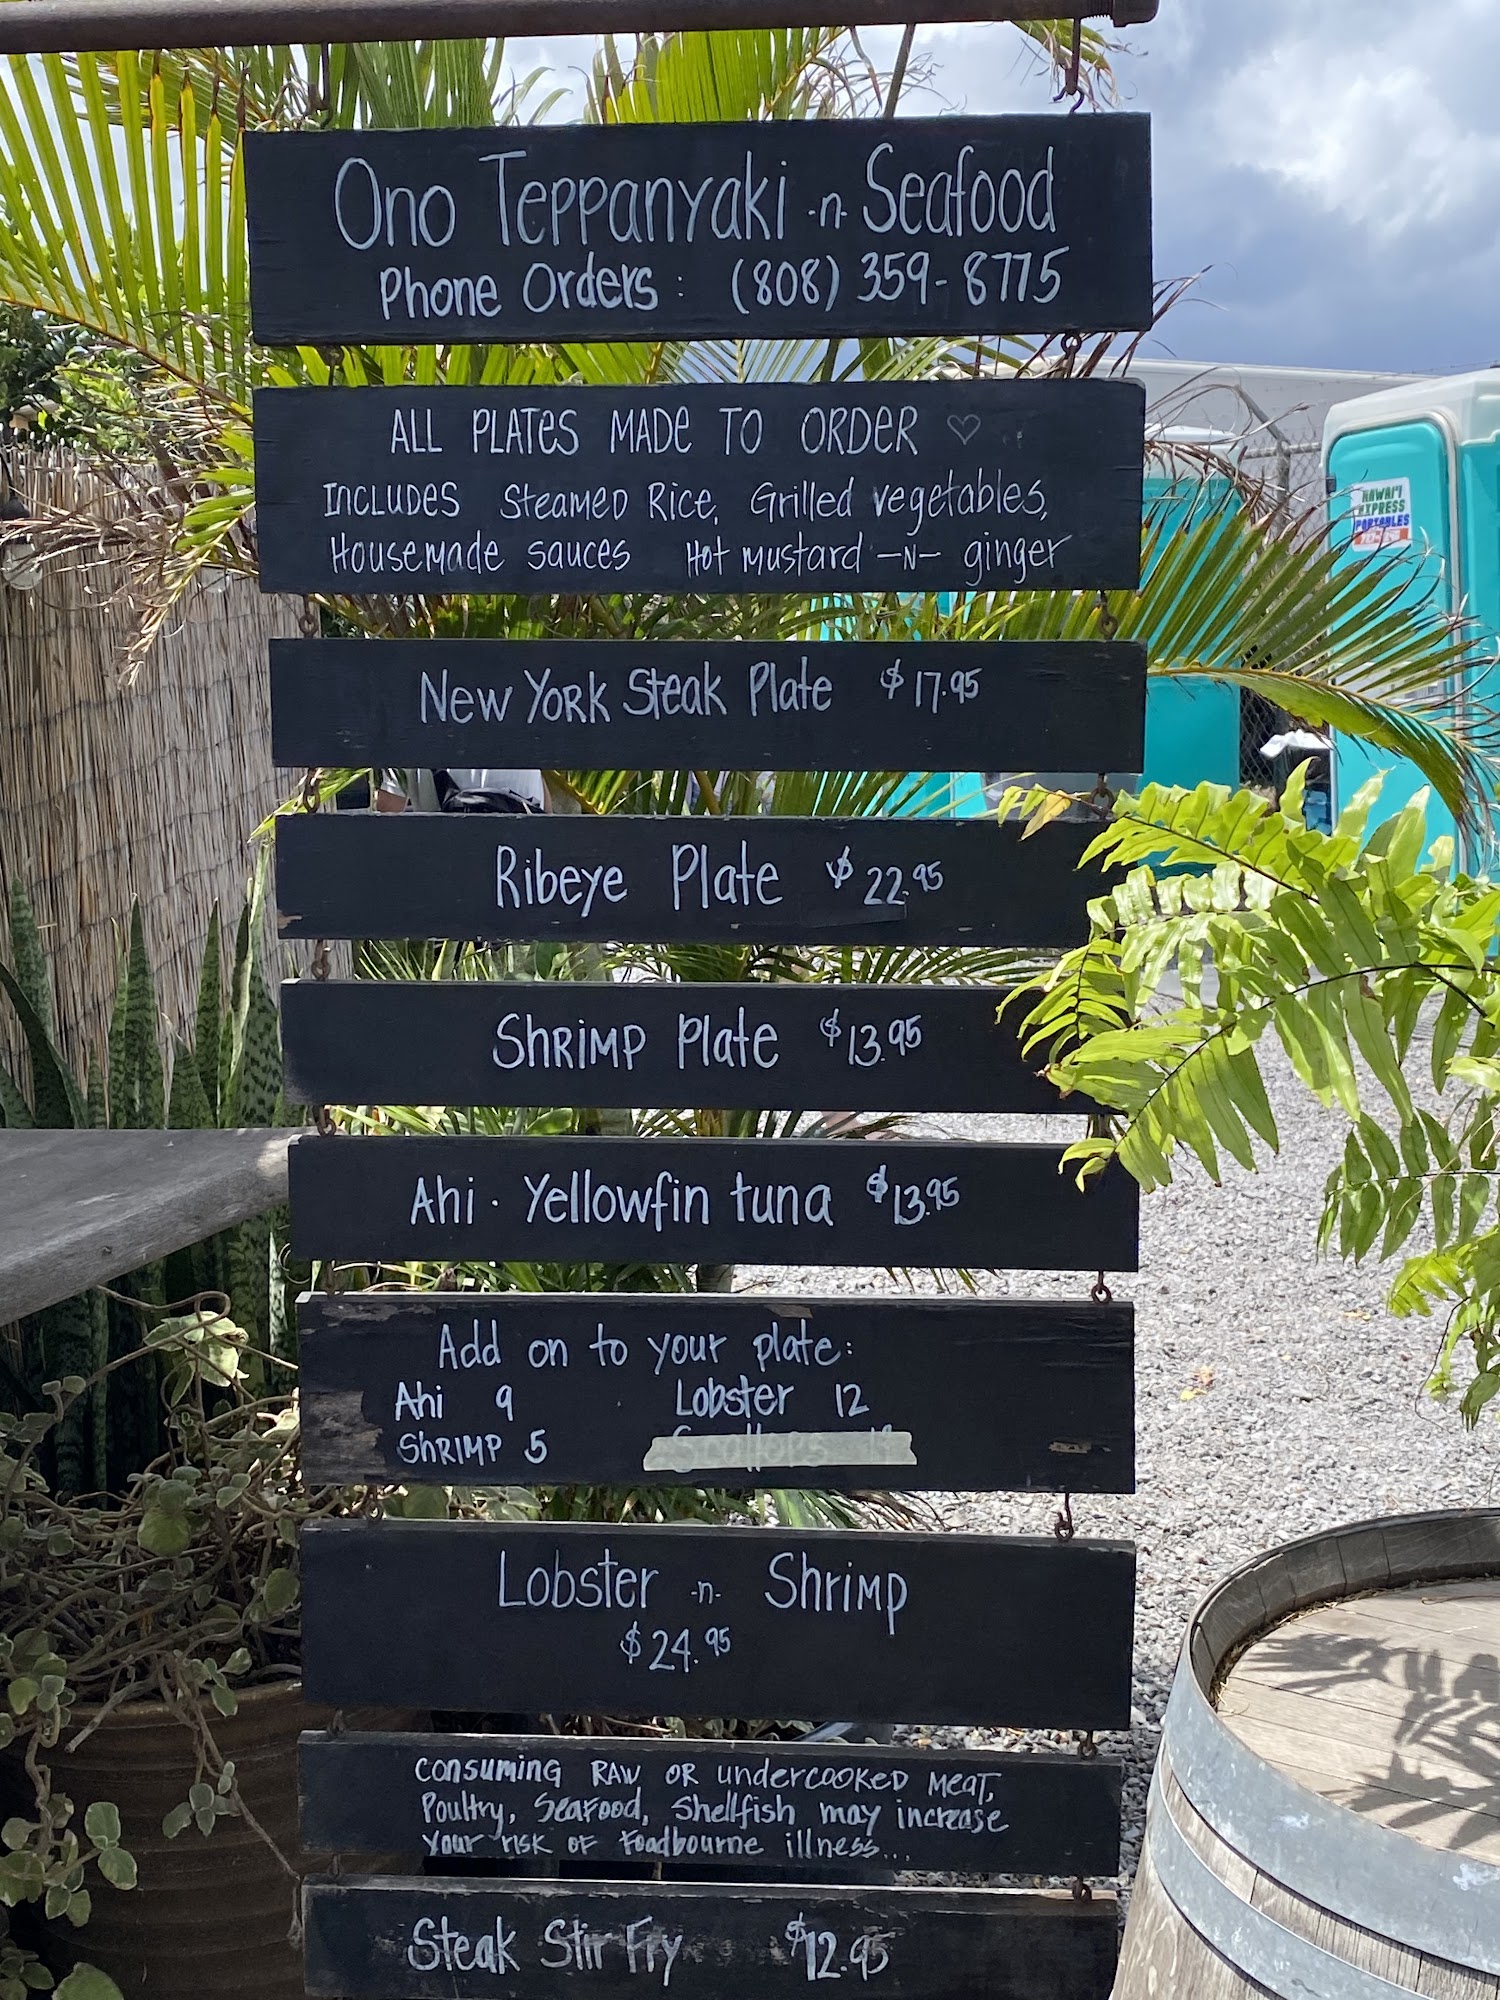 Ono Teppanyaki -n- Seafood
Phone Orders: (808) 359-8775
ALL PLATES MADE TO ORDER ♡
INCLUDES Steamed Rice, Grilled vegetables,
Housemade sauces Hot mustard -N- ginger
HAWAI'I
EXPRESS
PORTABLES
New York Steak Plate $17.95
Ribeye Plate $22.95
Shrimp Plate $13.95
Ahi · Yellowfin tuna $13.95
Add on to your plate:
Ahi 9 Lobster 12
Shrimp 5 Scallops
Lobster -n- Shrimp
$24.95
Consuming RAW OR undercooked meat,
Poultry, Seafood, Shellfish may increase
your risk of foodbourne illness...
Steak Stir Fry $12.95